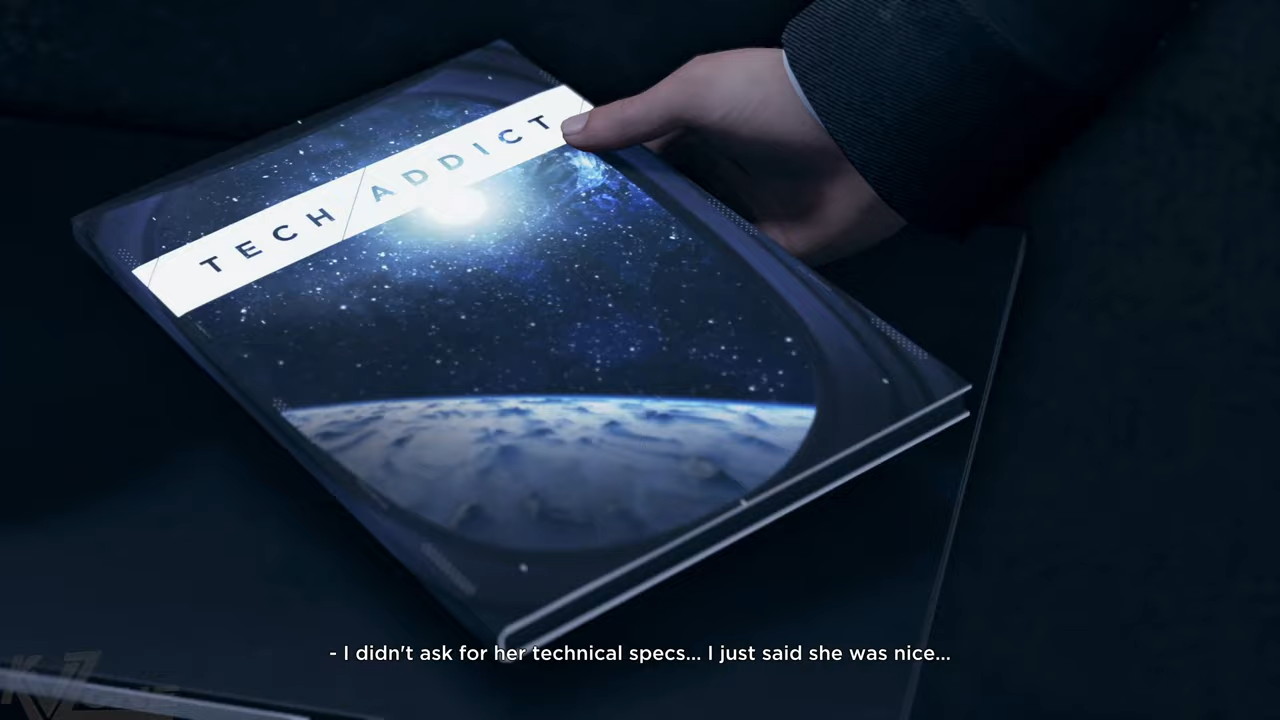 TECH ADDICT
- I didn't ask for her technical specs... I just said she was nice...